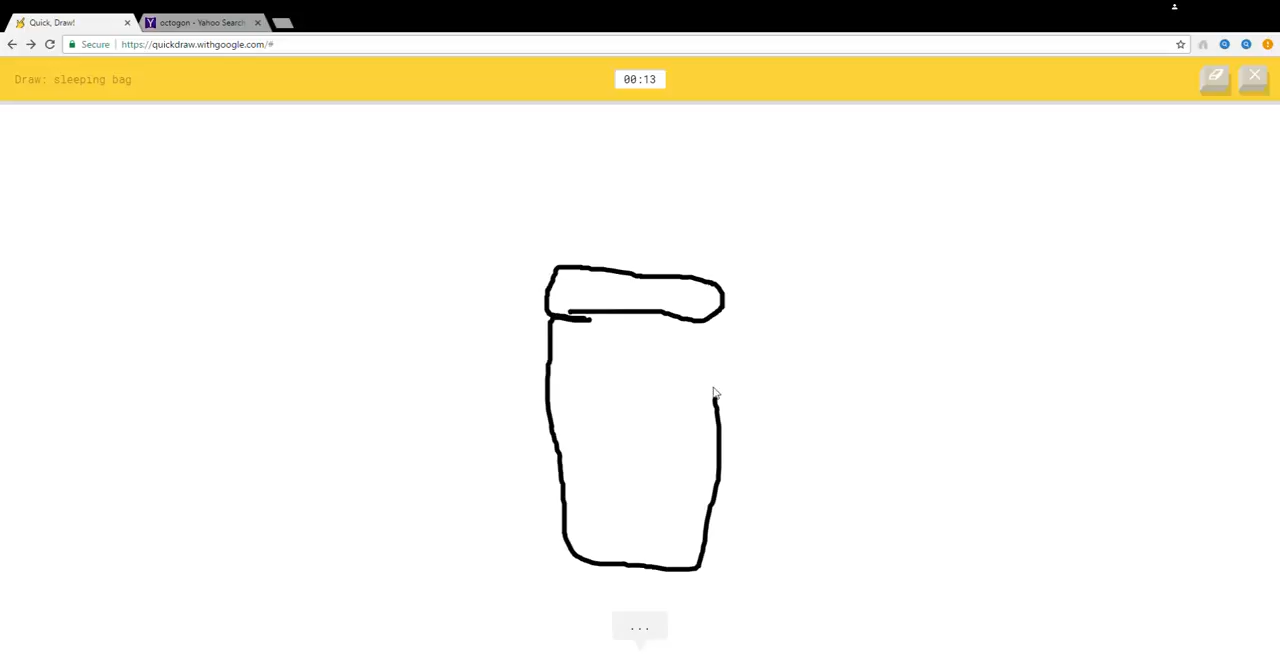 Quick, Draw!
octogon - Yahoo Search
Secure
https://quickdraw.withgoogle.com/#
Draw: sleeping bag
00:13
...